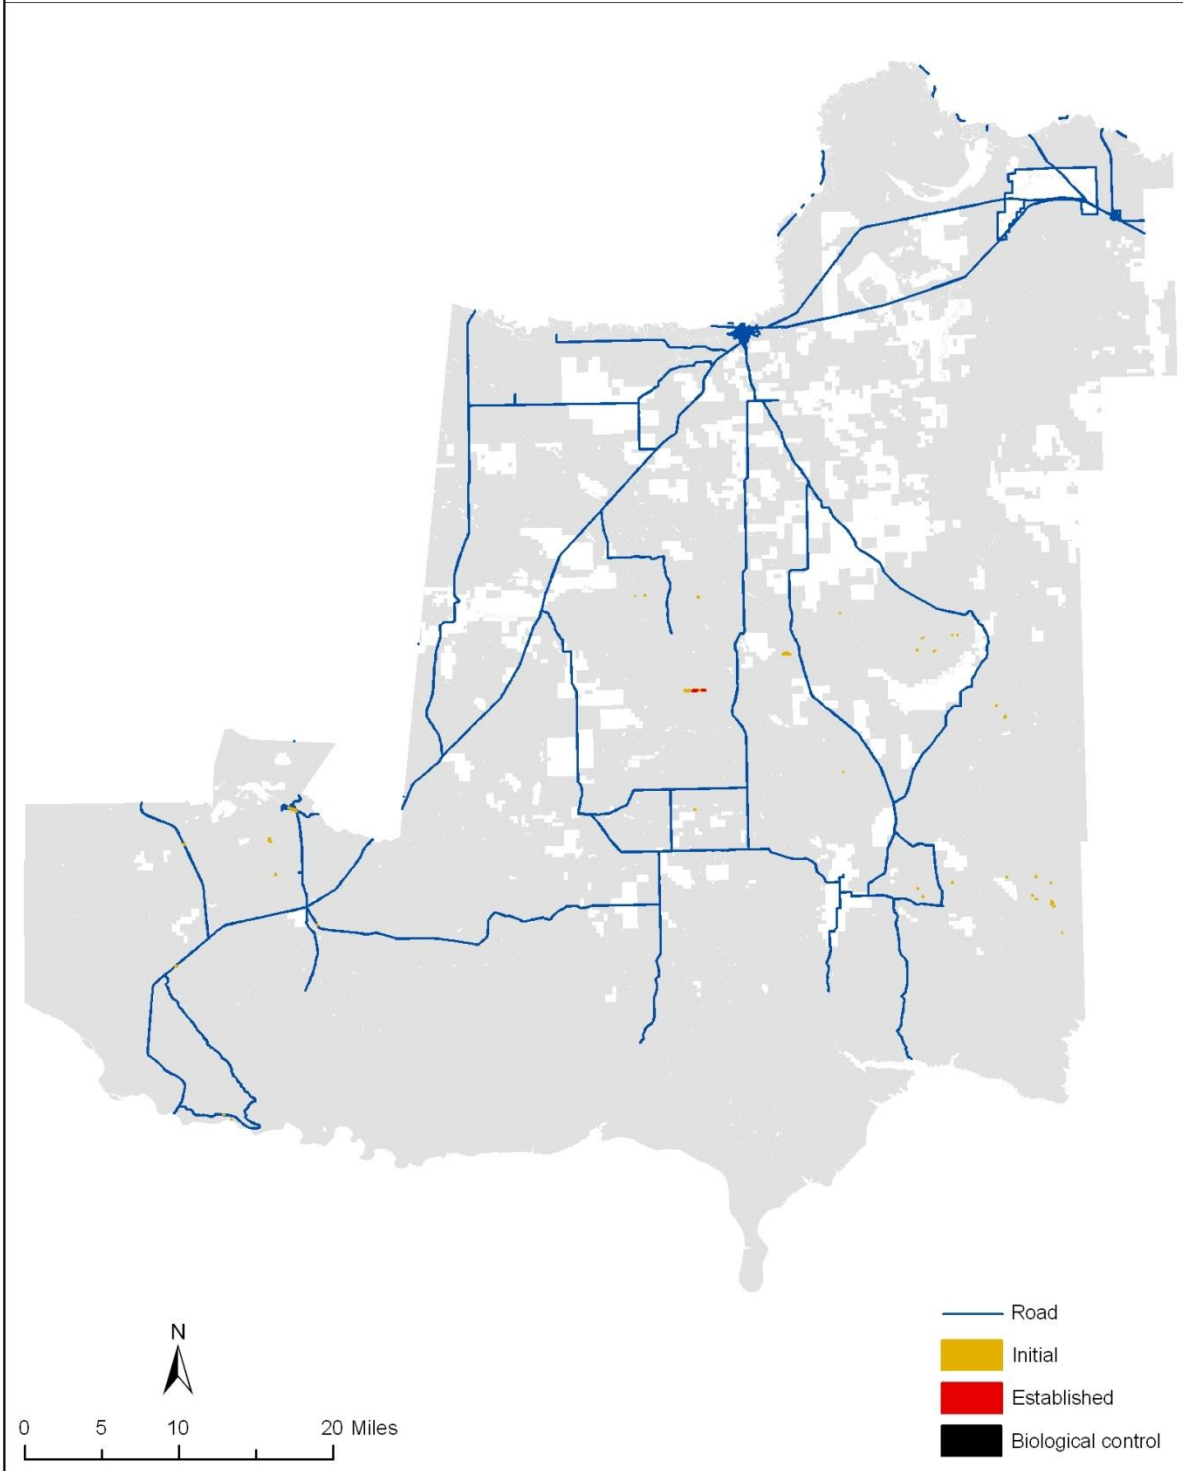 Road
Initial
Established
Biological control
N
0 5 10 20 Miles